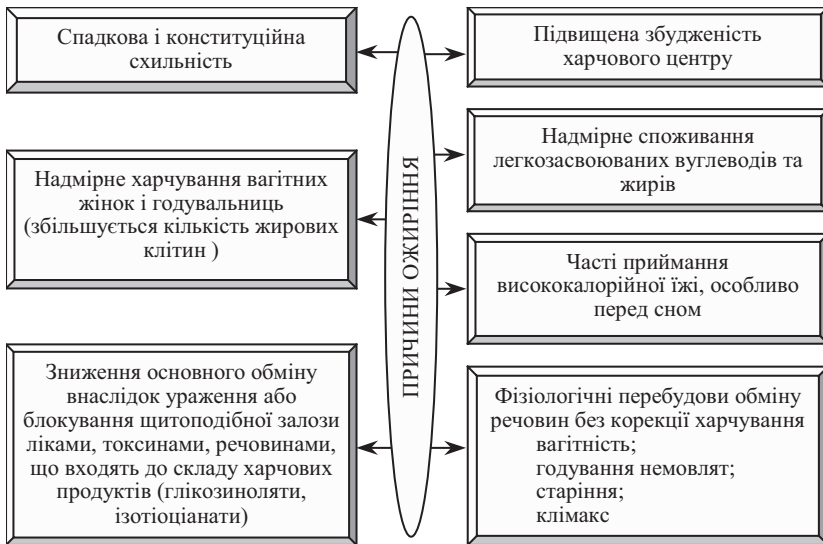 Спадкова і конституційна
схильність
Надмірне харчування вагітних
жінок і годувальниць
(збільшується кількість жирових
клітин )
Зниження основного обміну
внаслідок ураження або
блокування щитоподібної залози
ліками, токсинами, речовинами,
що входять до складу харчових
продуктів (глікозиноляти,
ізотіоціанати)
ПРИЧИНИ ОЖИРІННЯ
Підвищена збудженість
харчового центру
Надмірне споживання
легкозасвоюваних вуглеводів та
жирів
Часті приймання
висококалорійної їжі, особливо
перед сном
Фізіологічні перебудови обміну
речовин без корекції харчування
вагітність;
годування немовлят;
старіння;
клімакс